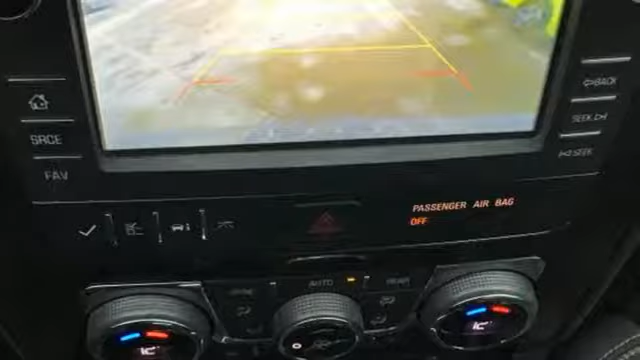 BACK
SRCE
SEEK
SEEK
FAV
PASSENGER AIR BAG
OFF
AUTO
REAR